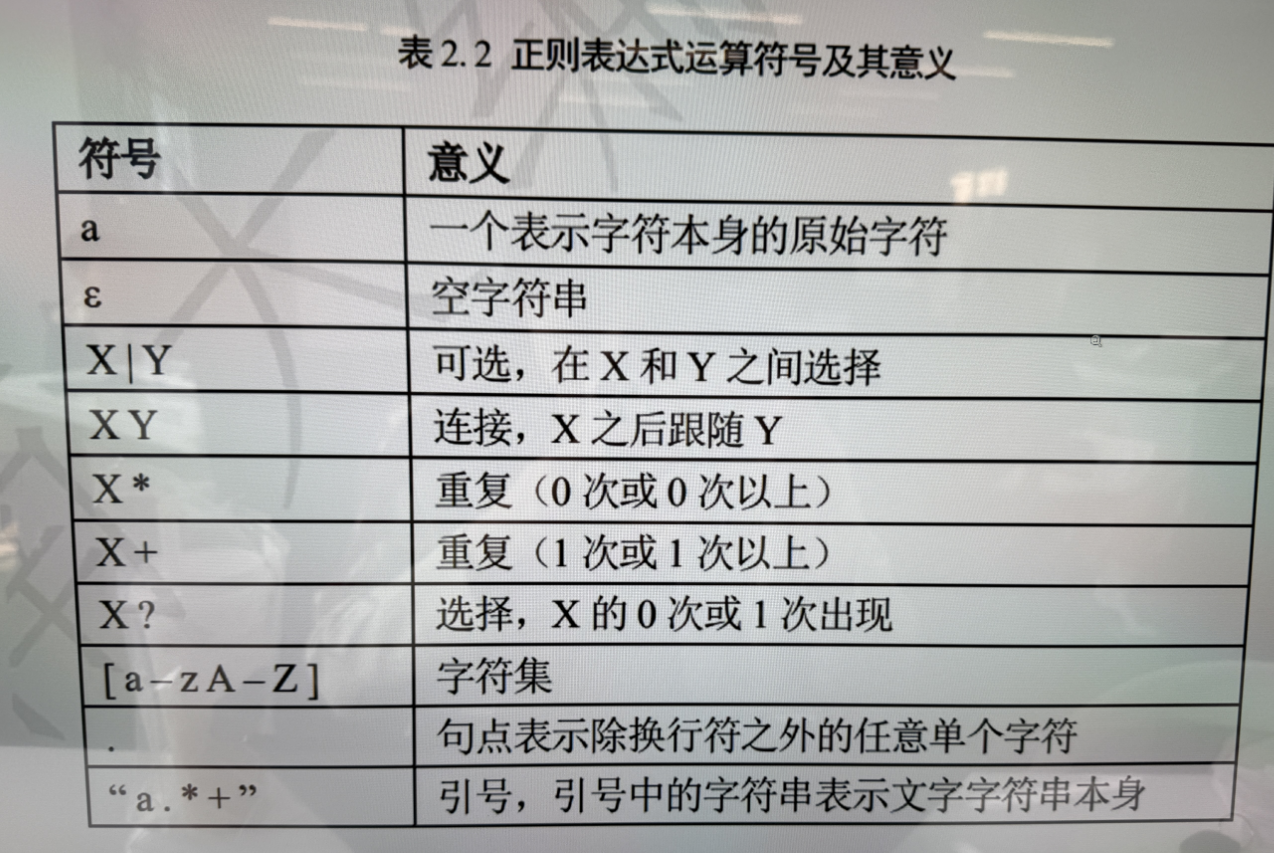 表2.2 正则表达式运算符号及其意义
符号 意义
a 一个表示字符本身的原始字符
ε 空字符串
X|Y 可选，在 X 和 Y 之间选择
XY 连接，X 之后跟随 Y
X* 重复（0 次或 0 次以上）
X+ 重复（1 次或 1 次以上）
X? 选择，X 的 0 次或 1 次出现
[a-zA-Z] 字符集
. 句点表示除换行符之外的任意单个字符
“a.*+” 引号，引号中的字符串表示文字字符串本身